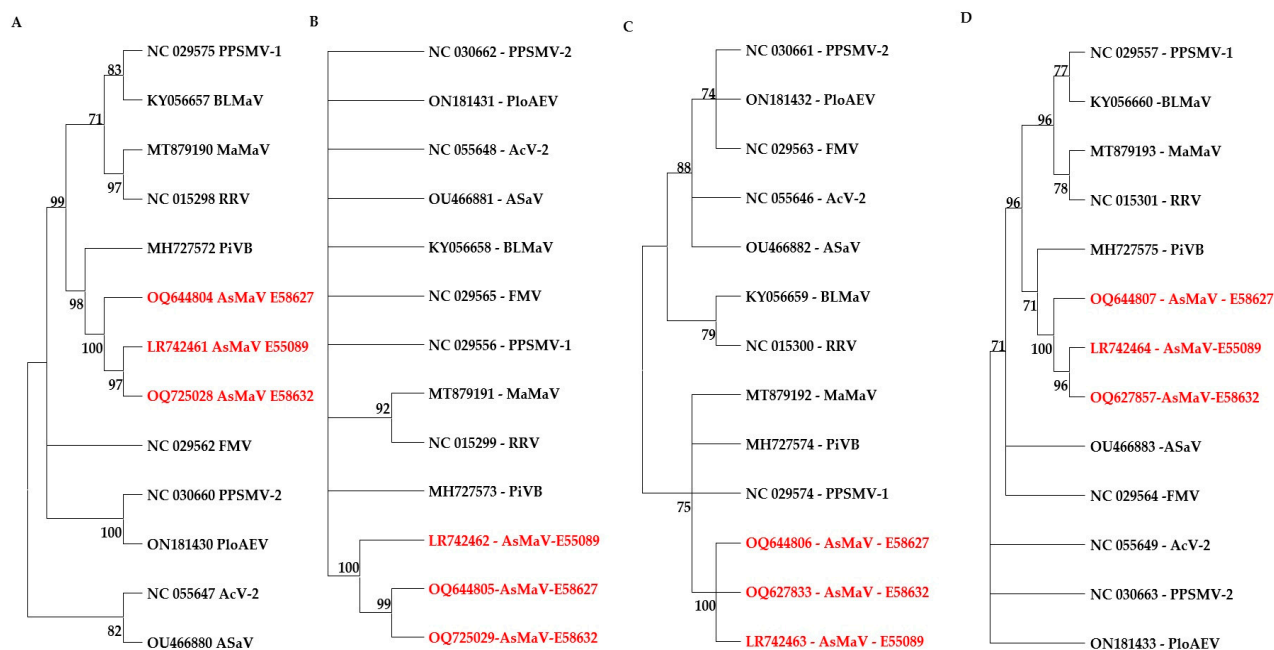 A
NC 029575 PPSMV-1
83
KY056657 BLMaV
71
MT879190 MaMaV
97
NC 015298 RRV
99
MH727572 PiVB
98
OQ644804 AsMaV E58627
100
LR742461 AsMaV E55089
97
OQ725028 AsMaV E58632
NC 029562 FMV
NC 030660 PPSMV-2
100
ON181430 PloAEV
NC 055647 AcV-2
82
OU466880 ASaV
B
NC 030662 - PPSMV-2
ON181431 - PloAEV
NC 055648 - AcV-2
OU466881 - ASaV
KY056658 - BLMaV
NC 029565 - FMV
NC 029556 - PPSMV-1
MT879191 - MaMaV
92
NC 015299 - RRV
MH727573 - PiVB
LR742462 - AsMaV-E55089
100
OQ644805-AsMaV-E58627
99
OQ725029-AsMaV-E58632
C
NC 030661 - PPSMV-2
74
ON181432 - PloAEV
NC 029563 - FMV
88
NC 055646 - AcV-2
OU466882 - ASaV
KY056659 - BLMaV
79
NC 015300 - RRV
MT879192 - MaMaV
MH727574 - PiVB
NC 029574 - PPSMV-1
75
OQ644806 - AsMaV - E58627
OQ627833 - AsMaV - E58632
100
LR742463 - AsMaV - E55089
D
NC 029557 - PPSMV-1
77
KY056660 -BLMaV
96
MT879193 - MaMaV
78
NC 015301 - RRV
96
MH727575 - PiVB
71
OQ644807- AsMaV - E58627
100
LR742464 - AsMaV-E55089
96
OQ627857-AsMaV-E58632
71
OU466883 -ASaV
NC 029564 -FMV
NC 055649 - AcV-2
NC 030663 - PPSMV-2
ON181433 - PloAEV